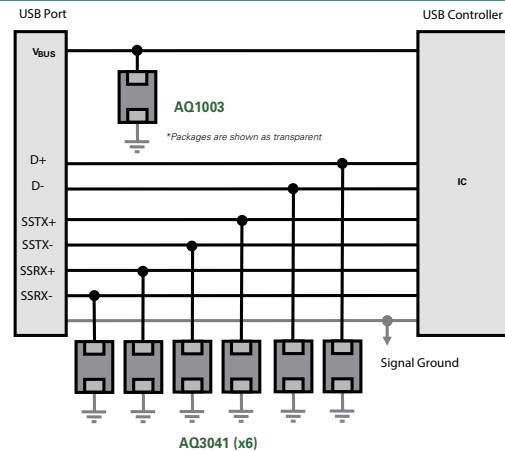 USB Port
USB Controller
VBUS
AQ1003
*Packages are shown as transparent
D+
D-
IC
SSTX+
SSTX-
SSRX+
SSRX-
Signal Ground
AQ3041 (x6)